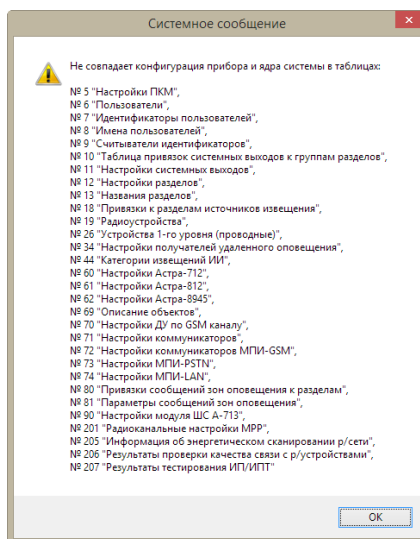 Системное сообщение
Не совпадает конфигурация прибора и ядра системы в таблицах:
№ 5 "Настройки ПКМ",
№ 6 "Пользователи",
№ 7 "Идентификаторы пользователей",
№ 8 "Имена пользователей",
№ 9 "Считыватели идентификаторов",
№ 10 "Таблица привязок системных выходов к группам разделов",
№ 11 "Настройки системных выходов",
№ 12 "Настройки разделов",
№ 13 "Названия разделов",
№ 18 "Привязки к разделам источников извещения",
№ 19 "Радиоустройства",
№ 26 "Устройства 1-го уровня (проводные)",
№ 34 "Настройки получателей удаленного оповещения",
№ 44 "Категории извещений ИИ",
№ 60 "Настройки Астра-712",
№ 61 "Настройки Астра-812",
№ 62 "Настройки Астра-8945",
№ 69 "Описание объектов",
№ 70 "Настройки ДУ по GSM каналу",
№ 71 "Настройки коммуникаторов",
№ 72 "Настройки коммуникаторов МПИ-GSM",
№ 73 "Настройки МПИ-PSTN",
№ 74 "Настройки МПИ-LAN",
№ 80 "Привязки сообщений зон оповещения к разделам",
№ 81 "Параметры сообщений зон оповещения",
№ 90 "Настройки модуля ШС А-713",
№ 201 "Радиоканальные настройки МРР",
№ 205 "Информация об энергетическом сканировании р/сети",
№ 206 "Результаты проверки качества связи с р/устройствами",
№ 207 "Результаты тестирования ИП/ИПТ"
OK